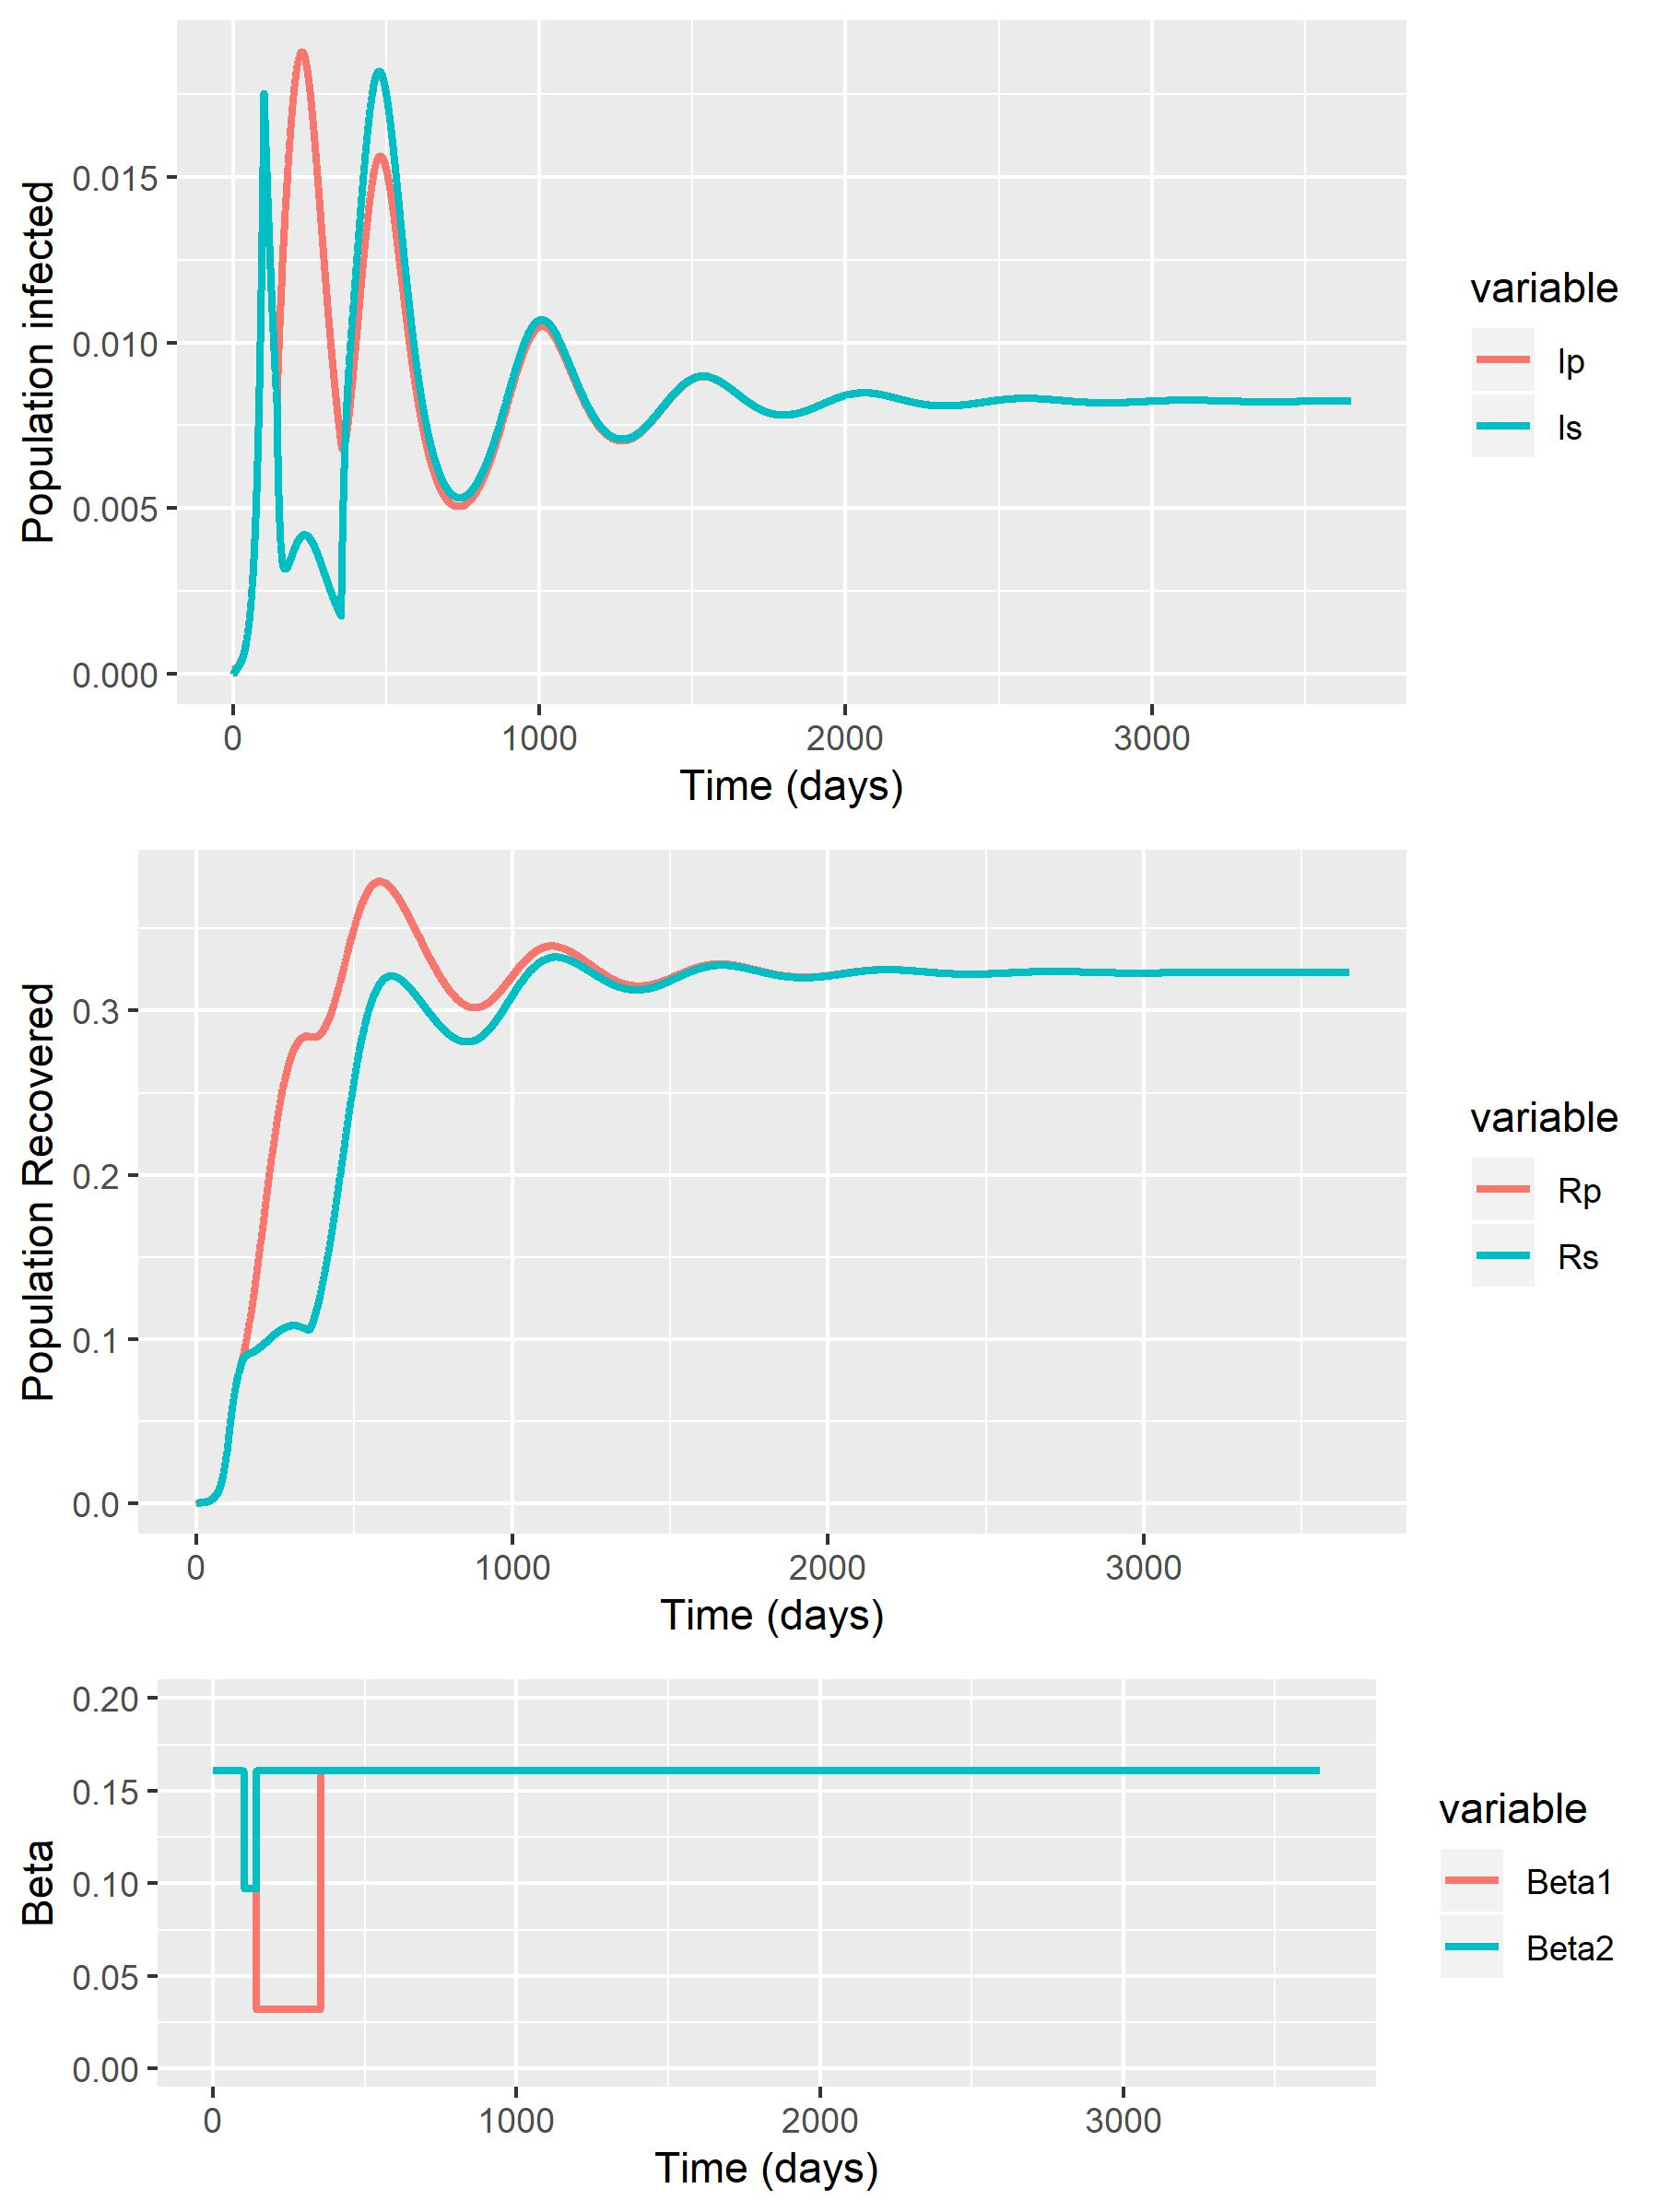 Population infected
0.015
0.010
0.005
0.000
0 1000 2000 3000
Time (days)
variable
Ip
Is
Population Recovered
0.3
0.2
0.1
0.0
0 1000 2000 3000
Time (days)
variable
Rp
Rs
Beta
0.20
0.15
0.10
0.05
0.00
0 1000 2000 3000
Time (days)
variable
Beta1
Beta2